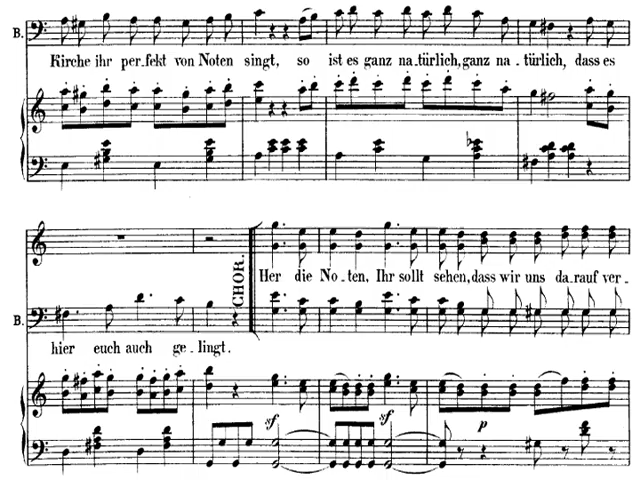 B. Kirche ihr per-fekt von Noten singt, so ist es ganz na-türlich, ganz na-türlich, dass es
CHOR.
Her die No-ten, Ihr sollt sehen, dass wir uns da-rauf ver-
B.
hier euch auch ge-lingt.
sf sf p